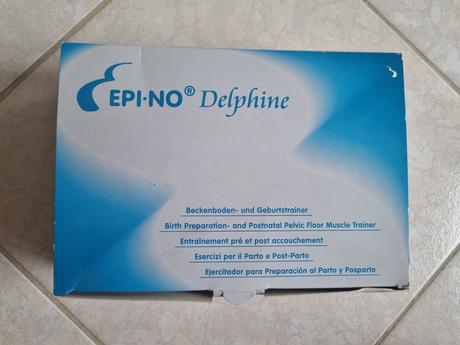 EPI·NO® Delphine
Beckenboden- und Geburtstrainer
Birth Preparation- and Postnatal Pelvic Floor Muscle Trainer
Entraînement pré et post accouchement
Esercizi per il Parto e Post-Parto
Ejercitador para Preparación al Parto y Posparto